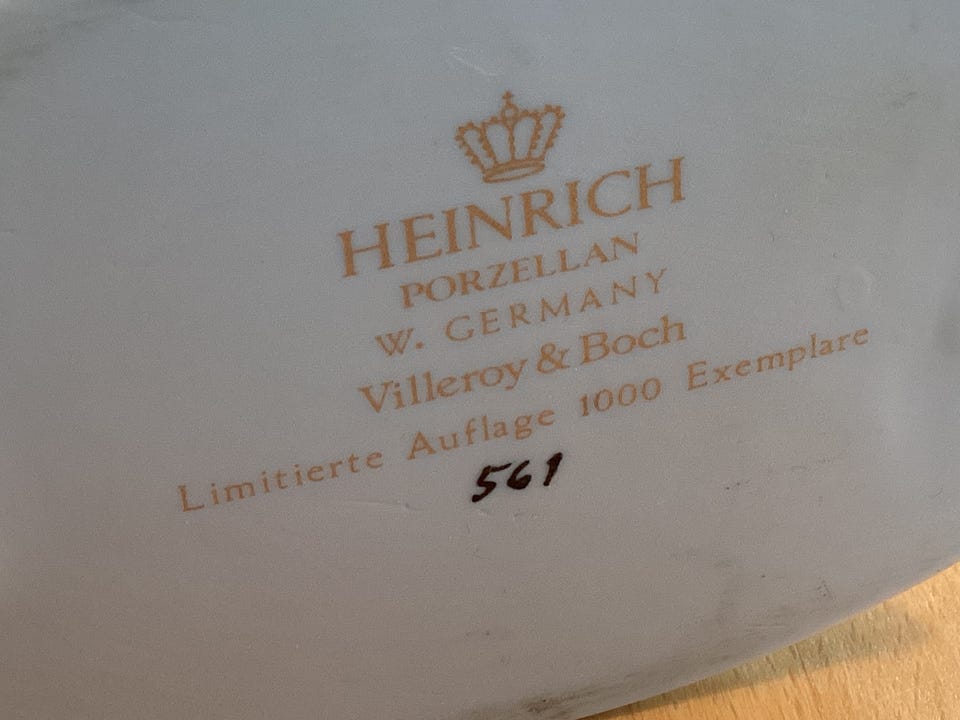 HEINRICH
PORZELLAN
W. GERMANY
Villeroy & Boch
Limitierte Auflage 1000 Exemplare
561